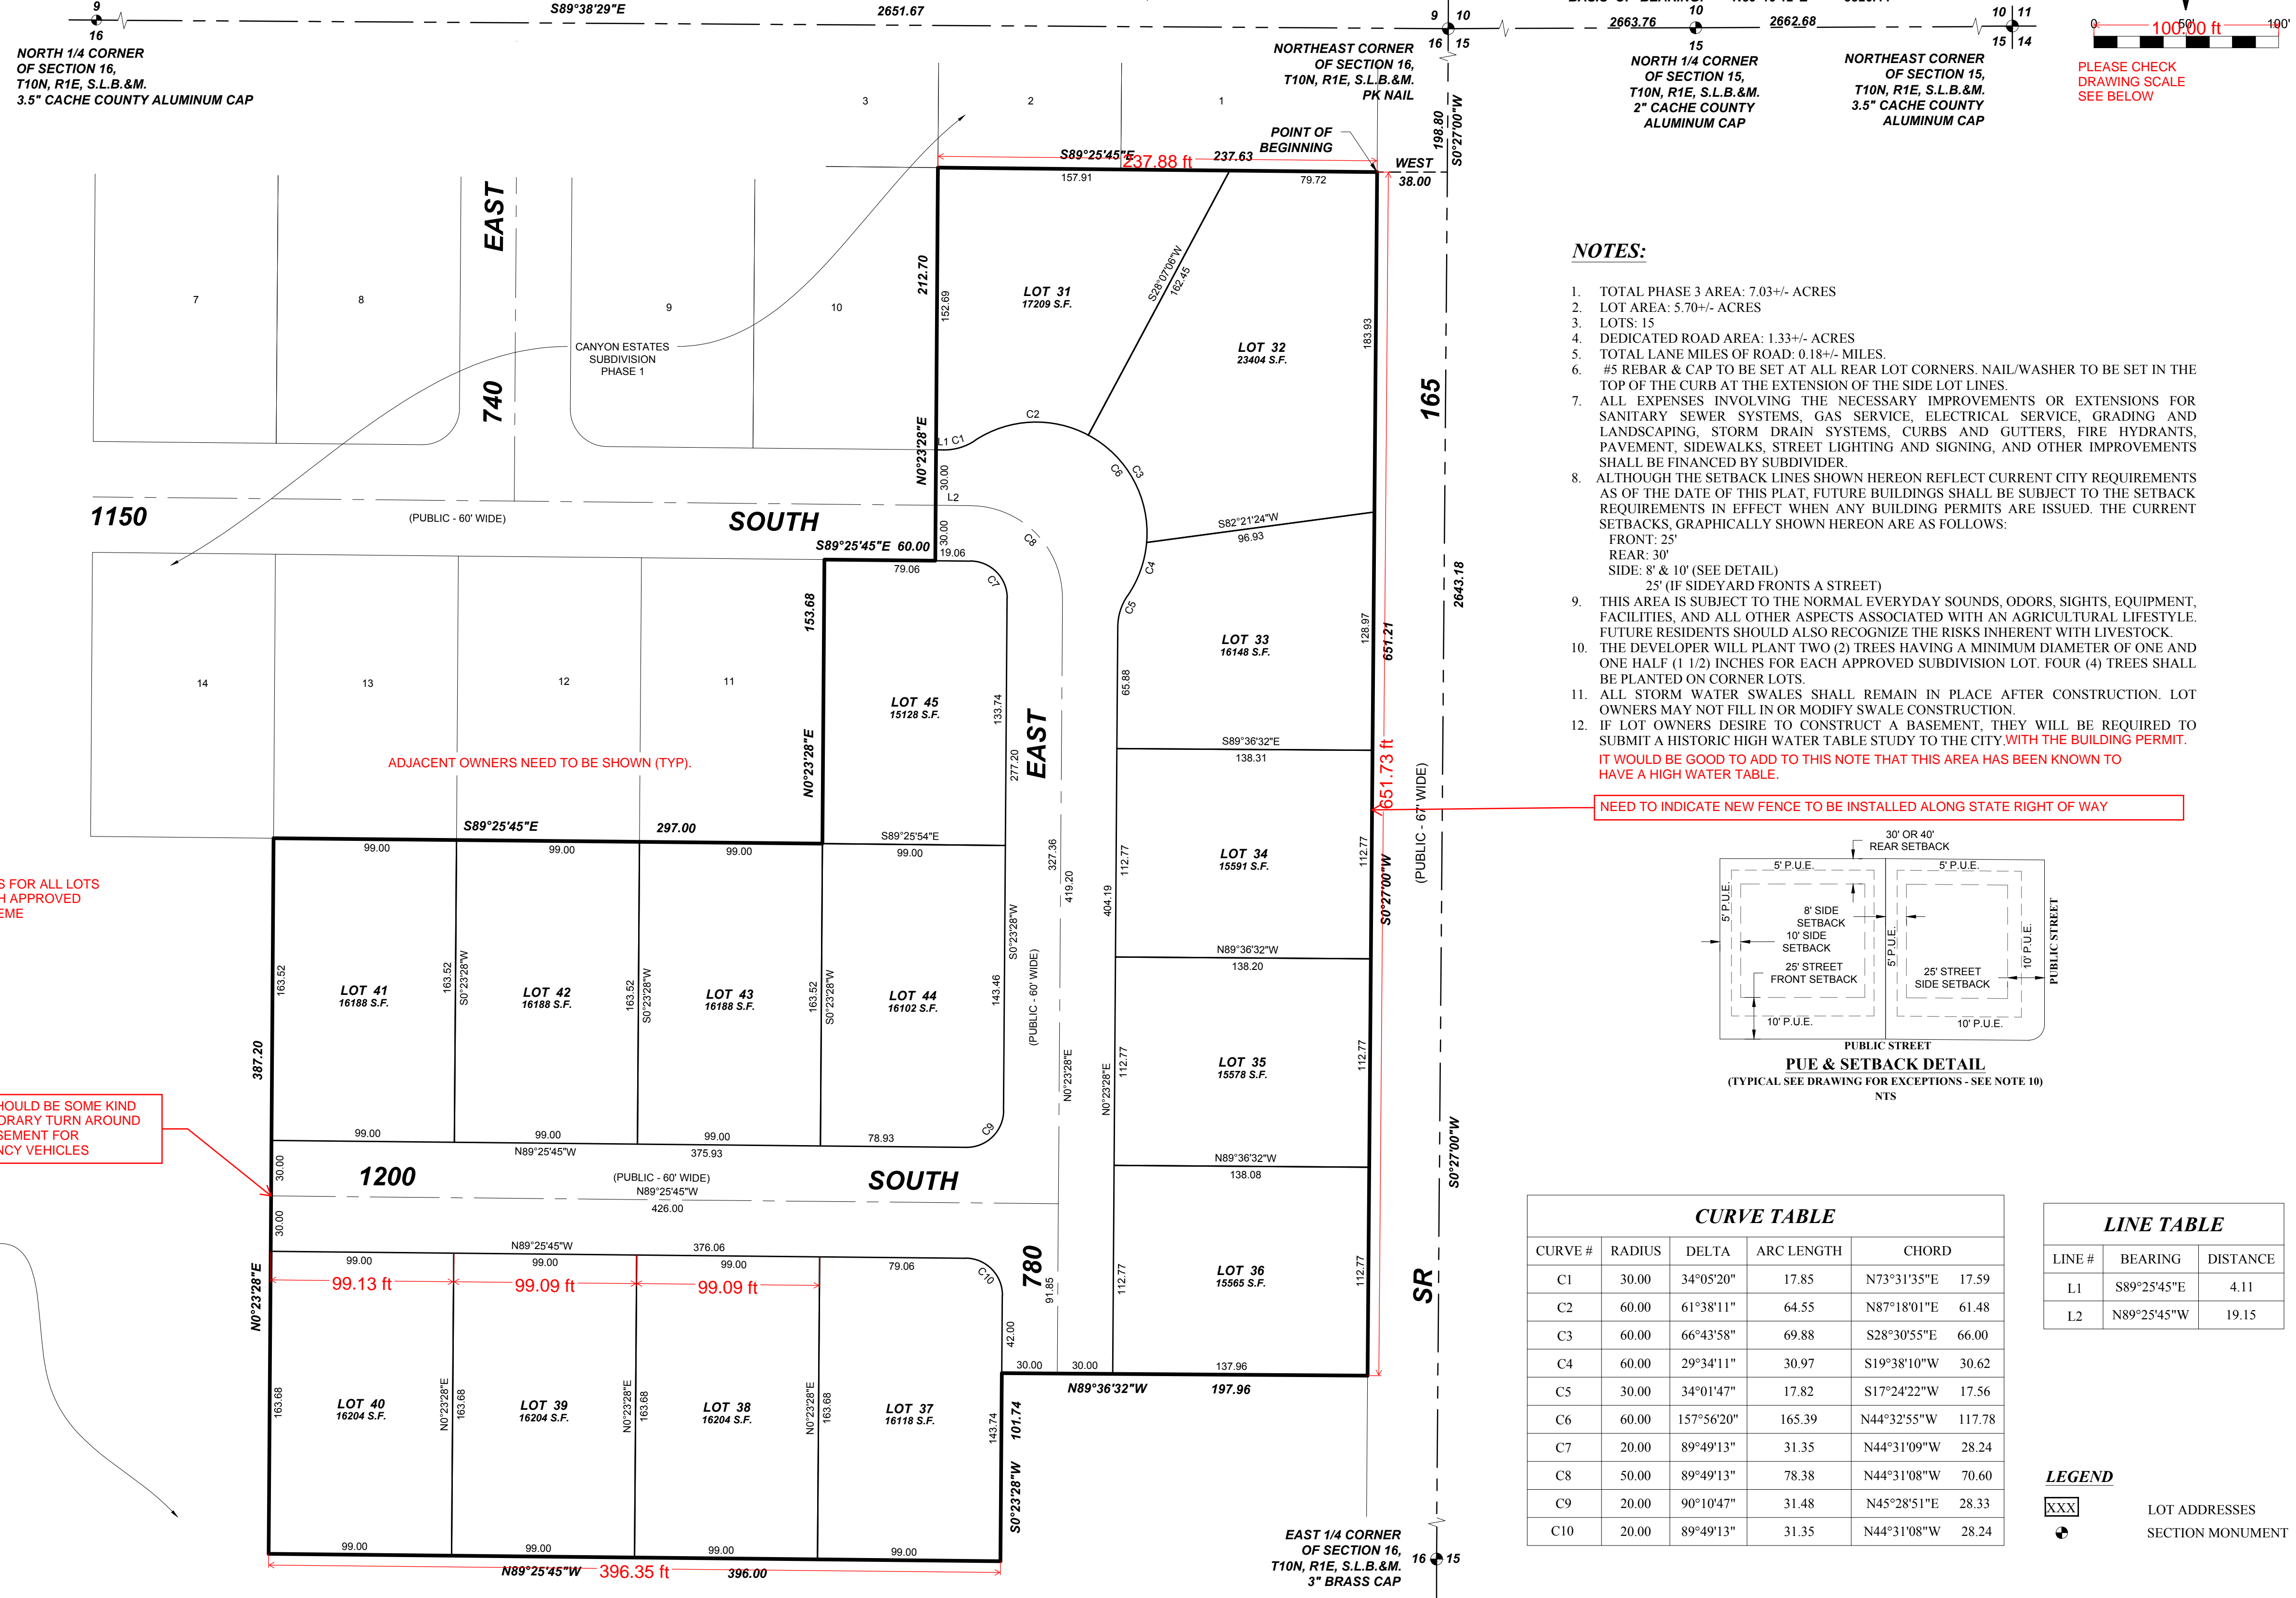 9
16
S89°38'29"E
2651.67
NORTH 1/4 CORNER
OF SECTION 16,
T10N, R1E, S.L.B.&M.
3.5" CACHE COUNTY ALUMINUM CAP
9 10
16 15
NORTHEAST CORNER
OF SECTION 16,
T10N, R1E, S.L.B.&M.
PK NAIL
2663.76
10
15
2662.68
NORTH 1/4 CORNER
OF SECTION 15,
T10N, R1E, S.L.B.&M.
2" CACHE COUNTY
ALUMINUM CAP
10 11
15 14
NORTHEAST CORNER
OF SECTION 15,
T10N, R1E, S.L.B.&M.
3.5" CACHE COUNTY
ALUMINUM CAP
0
50'
100'
100.00 ft
PLEASE CHECK
DRAWING SCALE
SEE BELOW
3
2
1
POINT OF
BEGINNING
198.80
S0°27'00"W
WEST
38.00
S89°25'45"E
237.88 ft
237.63
157.91
79.72
7
8
9
10
740
EAST
CANYON ESTATES
SUBDIVISION
PHASE 1
212.70
N0°23'28"E
152.69
LOT 31
17209 S.F.
S28°07'06"W
162.45
LOT 32
23404 S.F.
183.93
L1 C1
C2
C6
C3
C4
C5
30.00
L2
30.00
19.06
C8
C7
S82°21'24"W
96.93
1150
(PUBLIC - 60' WIDE)
SOUTH
S89°25'45"E 60.00
79.06
153.68
N0°23'28"E
14
13
12
11
ADJACENT OWNERS NEED TO BE SHOWN (TYP).
LOT 45
15128 S.F.
133.74
277.20
EAST
65.88
LOT 33
16148 S.F.
128.97
651.21
651.73 ft
S0°27'00"W
165
2643.18
(PUBLIC - 67' WIDE)
S0°27'00"W
SR
S89°36'32"E
138.31
S89°25'45"E
297.00
S89°25'54"E
99.00
99.00
99.00
99.00
LOT 34
15591 S.F.
112.77
112.77
327.36
419.20
404.19
S0°23'28"W
(PUBLIC - 60' WIDE)
N0°23'28"E
N0°23'28"E
N89°36'32"W
138.20
LOT 35
15578 S.F.
112.77
112.77
N89°36'32"W
138.08
LOT 36
15565 S.F.
112.77
112.77
S FOR ALL LOTS
H APPROVED
EME
387.20
163.52
LOT 41
16188 S.F.
163.52
S0°23'28"W
LOT 42
16188 S.F.
163.52
S0°23'28"W
LOT 43
16188 S.F.
163.52
S0°23'28"W
LOT 44
16102 S.F.
143.46
C9
99.00
99.00
99.00
78.93
N89°25'45"W
375.93
HOULD BE SOME KIND
ORARY TURN AROUND
SEMENT FOR
NCY VEHICLES
30.00
30.00
1200
(PUBLIC - 60' WIDE)
SOUTH
N89°25'45"W
426.00
N89°25'45"W
376.06
99.00
99.00
99.00
79.06
99.13 ft
99.09 ft
99.09 ft
C10
780
91.85
42.00
30.00
30.00
137.96
N89°36'32"W
197.96
N0°23'28"E
163.68
LOT 40
16204 S.F.
N0°23'28"E
163.68
LOT 39
16204 S.F.
N0°23'28"E
163.68
LOT 38
16204 S.F.
N0°23'28"E
163.68
LOT 37
16118 S.F.
143.74
101.74
S0°23'28"W
99.00
99.00
99.00
99.00
N89°25'45"W
396.35 ft
396.00
EAST 1/4 CORNER
OF SECTION 16,
T10N, R1E, S.L.B.&M.
3" BRASS CAP
16 15
NOTES:
1. TOTAL PHASE 3 AREA: 7.03+/- ACRES
2. LOT AREA: 5.70+/- ACRES
3. LOTS: 15
4. DEDICATED ROAD AREA: 1.33+/- ACRES
5. TOTAL LANE MILES OF ROAD: 0.18+/- MILES.
6. #5 REBAR & CAP TO BE SET AT ALL REAR LOT CORNERS. NAIL/WASHER TO BE SET IN THE
TOP OF THE CURB AT THE EXTENSION OF THE SIDE LOT LINES.
7. ALL EXPENSES INVOLVING THE NECESSARY IMPROVEMENTS OR EXTENSIONS FOR
SANITARY SEWER SYSTEMS, GAS SERVICE, ELECTRICAL SERVICE, GRADING AND
LANDSCAPING, STORM DRAIN SYSTEMS, CURBS AND GUTTERS, FIRE HYDRANTS,
PAVEMENT, SIDEWALKS, STREET LIGHTING AND SIGNING, AND OTHER IMPROVEMENTS
SHALL BE FINANCED BY SUBDIVIDER.
8. ALTHOUGH THE SETBACK LINES SHOWN HEREON REFLECT CURRENT CITY REQUIREMENTS
AS OF THE DATE OF THIS PLAT, FUTURE BUILDINGS SHALL BE SUBJECT TO THE SETBACK
REQUIREMENTS IN EFFECT WHEN ANY BUILDING PERMITS ARE ISSUED. THE CURRENT
SETBACKS, GRAPHICALLY SHOWN HEREON ARE AS FOLLOWS:
FRONT: 25'
REAR: 30'
SIDE: 8' & 10' (SEE DETAIL)
25' (IF SIDEYARD FRONTS A STREET)
9. THIS AREA IS SUBJECT TO THE NORMAL EVERYDAY SOUNDS, ODORS, SIGHTS, EQUIPMENT,
FACILITIES, AND ALL OTHER ASPECTS ASSOCIATED WITH AN AGRICULTURAL LIFESTYLE.
FUTURE RESIDENTS SHOULD ALSO RECOGNIZE THE RISKS INHERENT WITH LIVESTOCK.
10. THE DEVELOPER WILL PLANT TWO (2) TREES HAVING A MINIMUM DIAMETER OF ONE AND
ONE HALF (1 1/2) INCHES FOR EACH APPROVED SUBDIVISION LOT. FOUR (4) TREES SHALL
BE PLANTED ON CORNER LOTS.
11. ALL STORM WATER SWALES SHALL REMAIN IN PLACE AFTER CONSTRUCTION. LOT
OWNERS MAY NOT FILL IN OR MODIFY SWALE CONSTRUCTION.
12. IF LOT OWNERS DESIRE TO CONSTRUCT A BASEMENT, THEY WILL BE REQUIRED TO
SUBMIT A HISTORIC HIGH WATER TABLE STUDY TO THE CITY.WITH THE BUILDING PERMIT.
IT WOULD BE GOOD TO ADD TO THIS NOTE THAT THIS AREA HAS BEEN KNOWN TO
HAVE A HIGH WATER TABLE.
NEED TO INDICATE NEW FENCE TO BE INSTALLED ALONG STATE RIGHT OF WAY
30' OR 40'
REAR SETBACK
5' P.U.E.
5' P.U.E.
5' P.U.E.
8' SIDE
SETBACK
10' SIDE
SETBACK
5' P.U.E.
25' STREET
FRONT SETBACK
25' STREET
SIDE SETBACK
10' P.U.E.
PUBLIC STREET
10' P.U.E.
10' P.U.E.
PUBLIC STREET
PUE & SETBACK DETAIL
(TYPICAL SEE DRAWING FOR EXCEPTIONS - SEE NOTE 10)
NTS
CURVE TABLE
CURVE # RADIUS DELTA ARC LENGTH CHORD
C1 30.00 34°05'20" 17.85 N73°31'35"E 17.59
C2 60.00 61°38'11" 64.55 N87°18'01"E 61.48
C3 60.00 66°43'58" 69.88 S28°30'55"E 66.00
C4 60.00 29°34'11" 30.97 S19°38'10"W 30.62
C5 30.00 34°01'47" 17.82 S17°24'22"W 17.56
C6 60.00 157°56'20" 165.39 N44°32'55"W 117.78
C7 20.00 89°49'13" 31.35 N44°31'09"W 28.24
C8 50.00 89°49'13" 78.38 N44°31'08"W 70.60
C9 20.00 90°10'47" 31.48 N45°28'51"E 28.33
C10 20.00 89°49'13" 31.35 N44°31'08"W 28.24
LINE TABLE
LINE # BEARING DISTANCE
L1 S89°25'45"E 4.11
L2 N89°25'45"W 19.15
LEGEND
XXX LOT ADDRESSES
SECTION MONUMENT